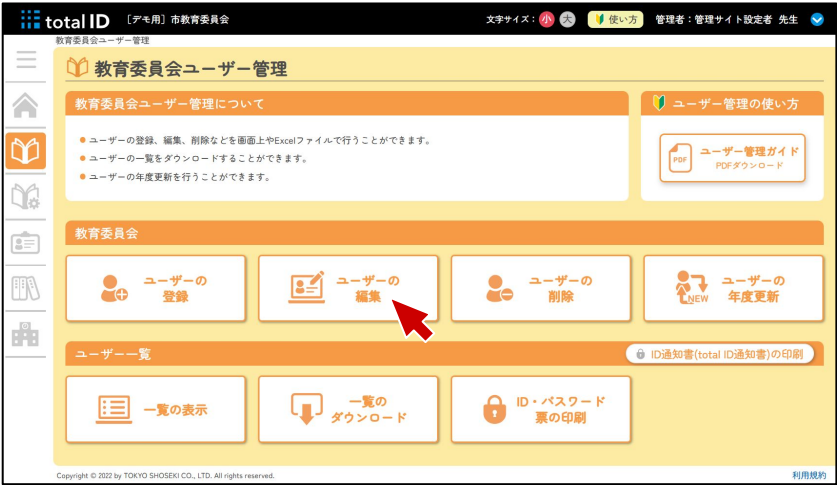 total ID ［デモ用］市教育委員会 文字サイズ： 小 大 使い方 管理者：管理サイト設定者 先生
教育委員会ユーザー管理
教育委員会ユーザー管理
教育委員会ユーザー管理について
ユーザー管理の使い方
● ユーザーの登録、編集、削除などを画面上やExcelファイルで行うことができます。
● ユーザーの一覧をダウンロードすることができます。
● ユーザーの年度更新を行うことができます。
PDF
ユーザー管理ガイド
PDFダウンロード
教育委員会
ユーザーの
登録
ユーザーの
編集
ユーザーの
削除
NEW
ユーザーの
年度更新
ユーザー一覧
ID通知書(total ID通知書)の印刷
一覧の表示
一覧の
ダウンロード
ID・パスワード
票の印刷
Copyright © 2022 by TOKYO SHOSEKI CO., LTD. All rights reserved.
利用規約